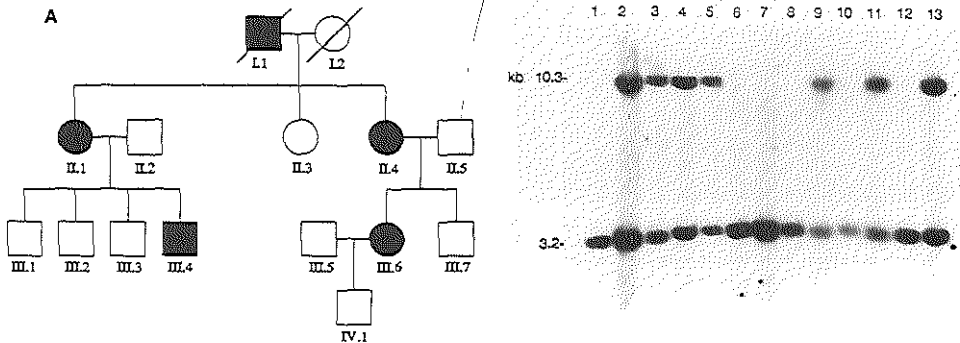 A
I.1 I.2
II.1 II.2 II.3 II.4 II.5
III.1 III.2 III.3 III.4 III.5 III.6 III.7
IV.1
1 2 3 4 5 6 7 8 9 10 11 12 13
kb 10.3-
3.2-